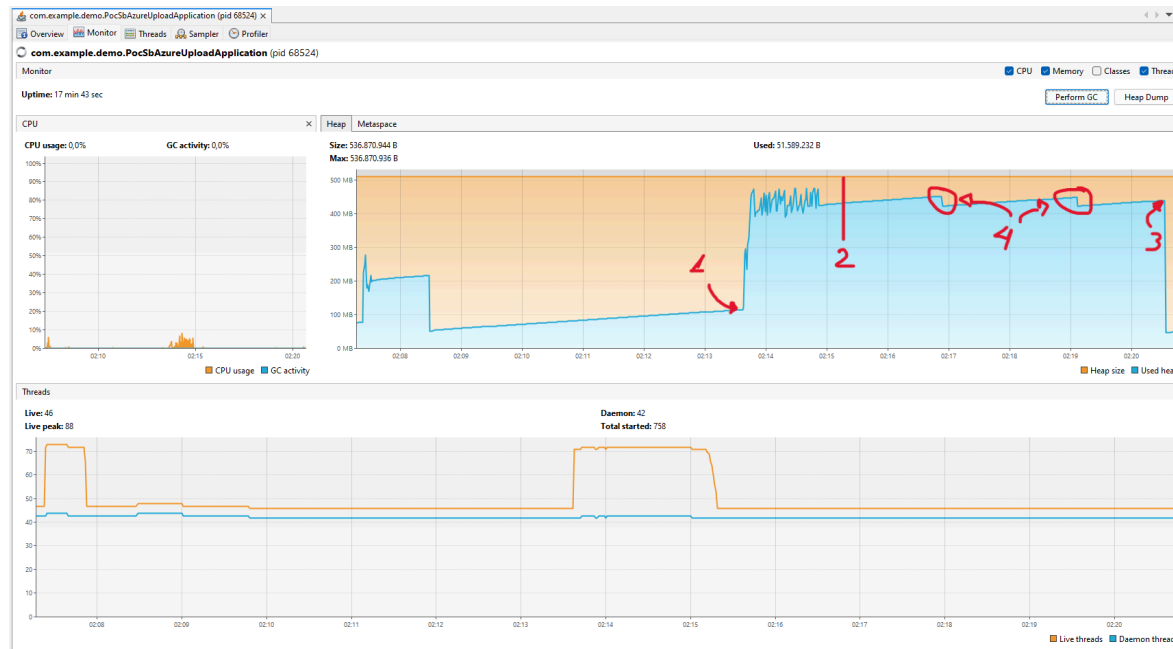 com.example.demo.PocSbAzureUploadApplication (pid 68524) ×
Overview Monitor Threads Sampler Profiler
com.example.demo.PocSbAzureUploadApplication (pid 68524)
Monitor
CPU Memory Classes Threa
Uptime: 17 min 43 sec
Perform GC Heap Dump
CPU × Heap Metaspace
CPU usage: 0,0% GC activity: 0,0%
Size: 536.870.944 B Used: 51.589.232 B
Max: 536.870.936 B
100%
90%
80%
70%
60%
50%
40%
30%
20%
10%
0%
02:10 02:15 02:20
CPU usage GC activity
500 MB
400 MB
300 MB
200 MB
100 MB
0 MB
1
2
4
3
02:08 02:09 02:10 02:11 02:12 02:13 02:14 02:15 02:16 02:17 02:18 02:19 02:20
Heap size Used hea
Threads
Live: 46 Daemon: 42
Live peak: 88 Total started: 758
70
60
50
40
30
20
10
0
02:08 02:09 02:10 02:11 02:12 02:13 02:14 02:15 02:16 02:17 02:18 02:19 02:20
Live threads Daemon thread